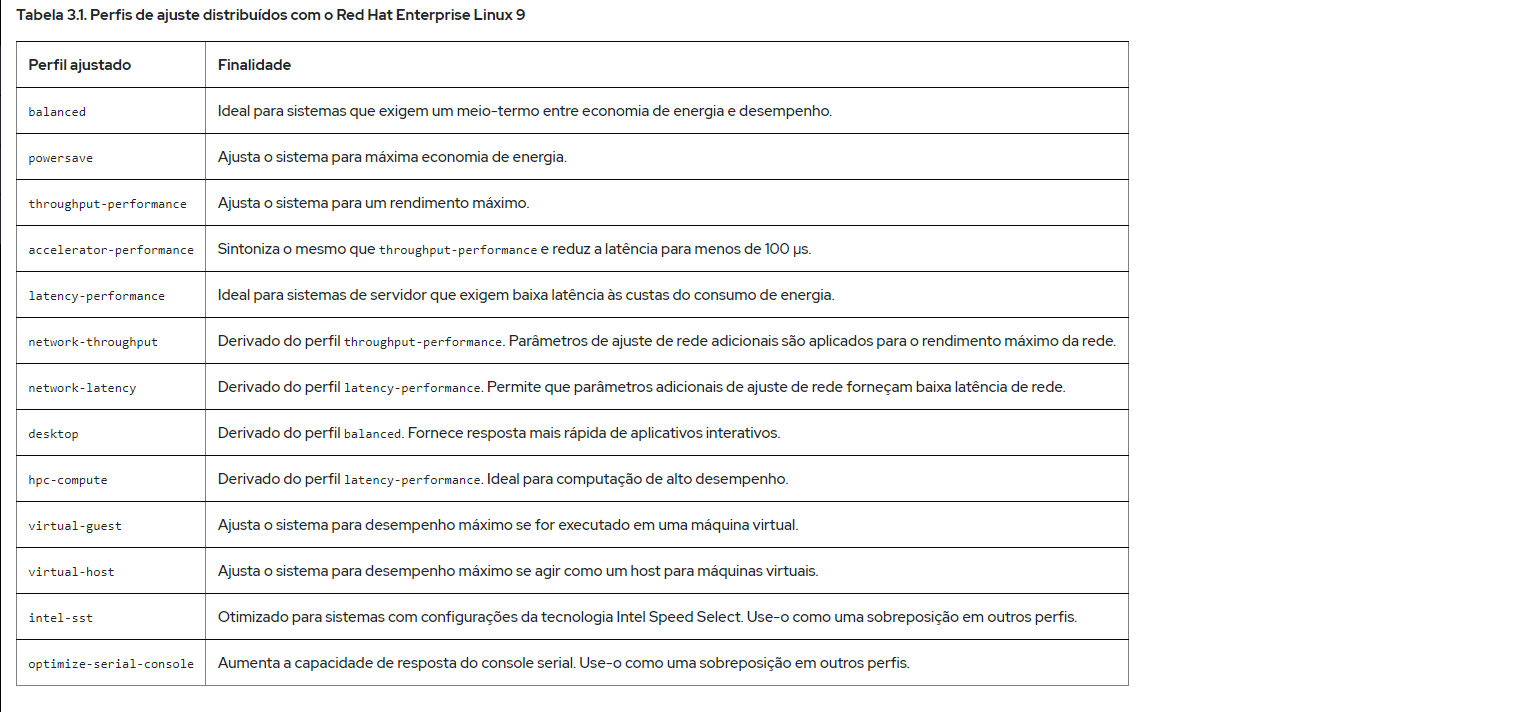 Tabela 3.1. Perfis de ajuste distribuídos com o Red Hat Enterprise Linux 9
Perfil ajustado Finalidade
balanced Ideal para sistemas que exigem um meio-termo entre economia de energia e desempenho.
powersave Ajusta o sistema para máxima economia de energia.
throughput-performance Ajusta o sistema para um rendimento máximo.
accelerator-performance Sintoniza o mesmo que throughput-performance e reduz a latência para menos de 100 μs.
latency-performance Ideal para sistemas de servidor que exigem baixa latência às custas do consumo de energia.
network-throughput Derivado do perfil throughput-performance. Parâmetros de ajuste de rede adicionais são aplicados para o rendimento máximo da rede.
network-latency Derivado do perfil latency-performance. Permite que parâmetros adicionais de ajuste de rede forneçam baixa latência de rede.
desktop Derivado do perfil balanced. Fornece resposta mais rápida de aplicativos interativos.
hpc-compute Derivado do perfil latency-performance. Ideal para computação de alto desempenho.
virtual-guest Ajusta o sistema para desempenho máximo se for executado em uma máquina virtual.
virtual-host Ajusta o sistema para desempenho máximo se agir como um host para máquinas virtuais.
intel-sst Otimizado para sistemas com configurações da tecnologia Intel Speed Select. Use-o como uma sobreposição em outros perfis.
optimize-serial-console Aumenta a capacidade de resposta do console serial. Use-o como uma sobreposição em outros perfis.